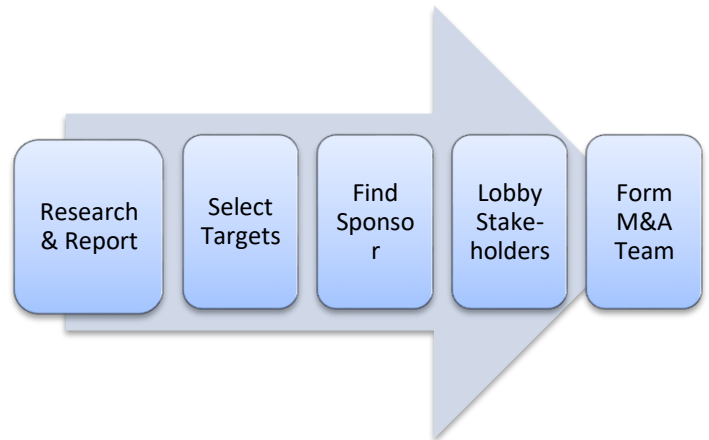 Research
& Report
Select
Targets
Find
Sponso
r
Lobby
Stake-
holders
Form
M&A
Team